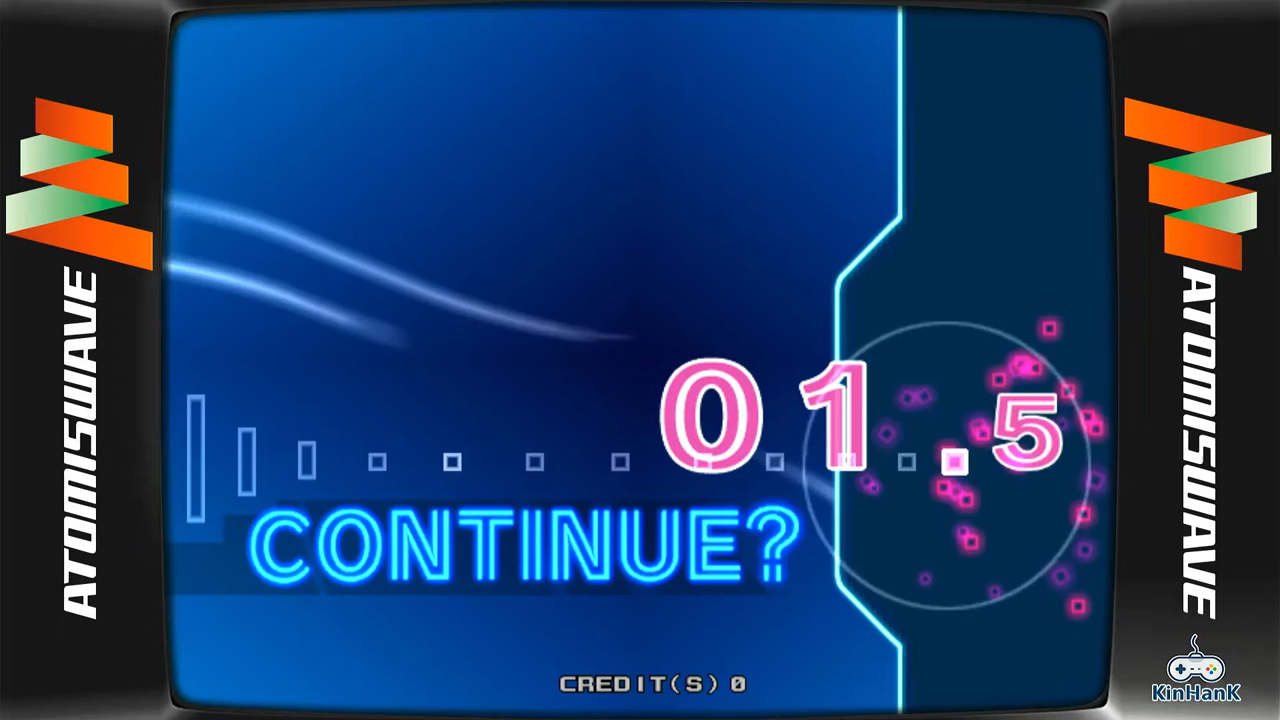 ATOMISWAVE
01.5
CONTINUE?
CREDIT(S) 0
ATOMISWAVE
KinHanK